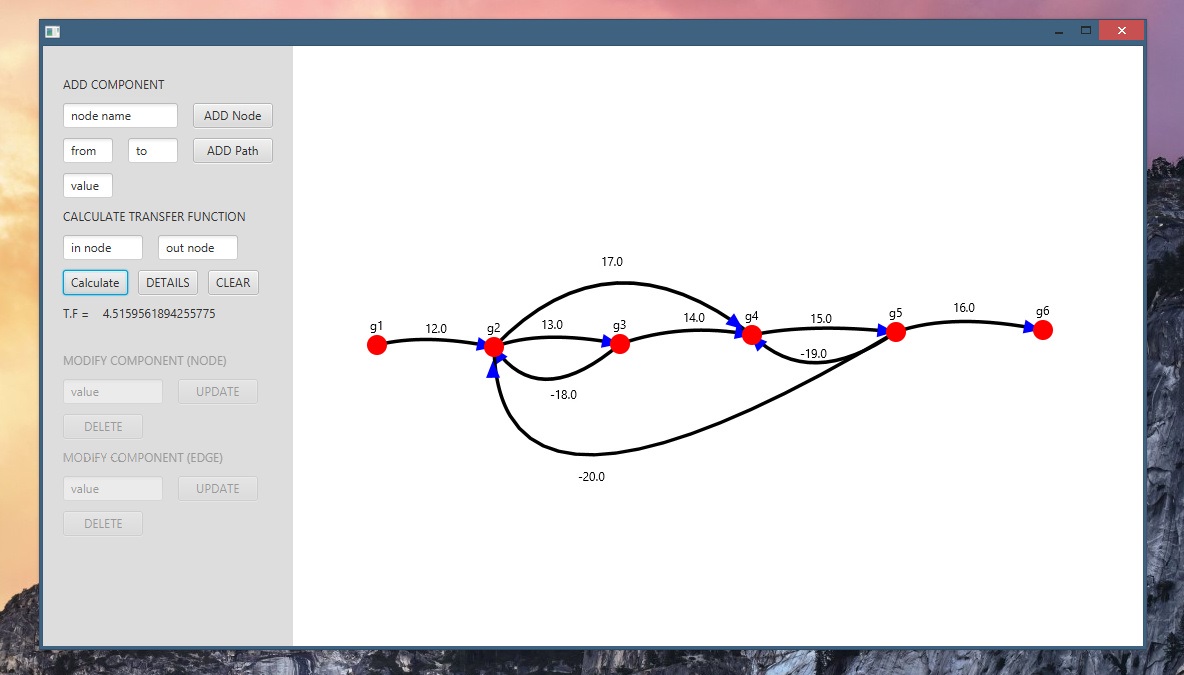 ADD COMPONENT
node name
ADD Node
from
to
ADD Path
value
CALCULATE TRANSFER FUNCTION
in node
out node
Calculate
DETAILS
CLEAR
T.F = 4.5159561894255775
MODIFY COMPONENT (NODE)
value
UPDATE
DELETE
MODIFY COMPONENT (EDGE)
value
UPDATE
DELETE
17.0
g1
12.0
g2
13.0
g3
14.0
g4
15.0
g5
16.0
g6
-19.0
-18.0
-20.0